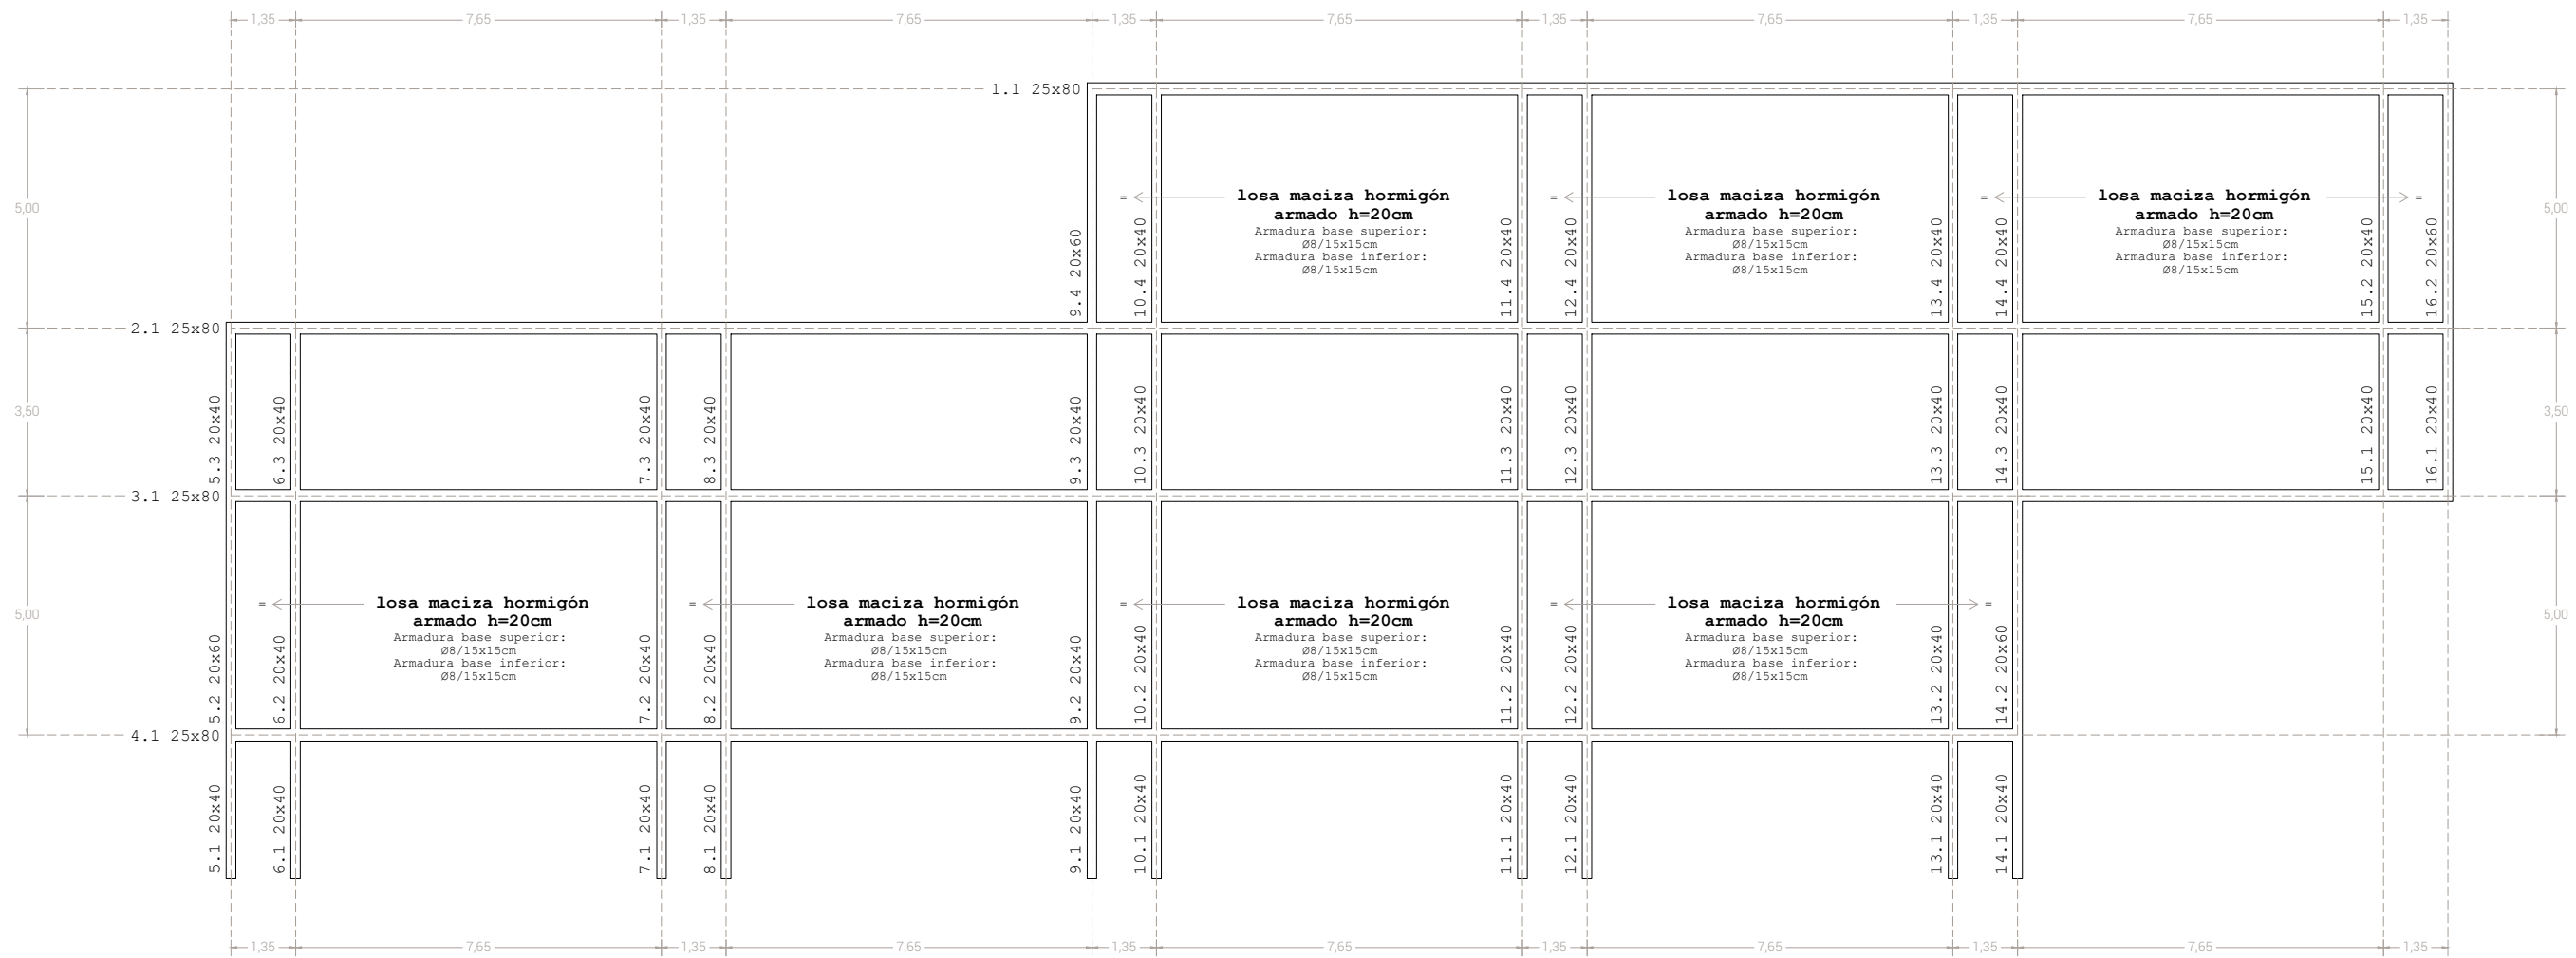 1,35 7,65 1,35 7,65 1,35 7,65 1,35 7,65 1,35 7,65 1,35
1.1 25x80
5,00
5,00
= losa maciza hormigón
armado h=20cm
Armadura base superior:
Ø8/15x15cm
Armadura base inferior:
Ø8/15x15cm
= losa maciza hormigón
armado h=20cm
Armadura base superior:
Ø8/15x15cm
Armadura base inferior:
Ø8/15x15cm
= losa maciza hormigón =
armado h=20cm
Armadura base superior:
Ø8/15x15cm
Armadura base inferior:
Ø8/15x15cm
9.4 20x60
10.4 20x40
11.4 20x40
12.4 20x40
13.4 20x40
14.4 20x40
15.2 20x40
16.2 20x60
2.1 25x80
3,50
3,50
5.3 20x40
6.3 20x40
7.3 20x40
8.3 20x40
9.3 20x40
10.3 20x40
11.3 20x40
12.3 20x40
13.3 20x40
14.3 20x40
15.1 20x40
16.1 20x40
3.1 25x80
5,00
5,00
= losa maciza hormigón
armado h=20cm
Armadura base superior:
Ø8/15x15cm
Armadura base inferior:
Ø8/15x15cm
= losa maciza hormigón
armado h=20cm
Armadura base superior:
Ø8/15x15cm
Armadura base inferior:
Ø8/15x15cm
= losa maciza hormigón
armado h=20cm
Armadura base superior:
Ø8/15x15cm
Armadura base inferior:
Ø8/15x15cm
= losa maciza hormigón =
armado h=20cm
Armadura base superior:
Ø8/15x15cm
Armadura base inferior:
Ø8/15x15cm
5.2 20x60
6.2 20x40
7.2 20x40
8.2 20x40
9.2 20x40
10.2 20x40
11.2 20x40
12.2 20x40
13.2 20x40
14.2 20x60
4.1 25x80
5.1 20x40
6.1 20x40
7.1 20x40
8.1 20x40
9.1 20x40
10.1 20x40
11.1 20x40
12.1 20x40
13.1 20x40
14.1 20x40
1,35 7,65 1,35 7,65 1,35 7,65 1,35 7,65 1,35 7,65 1,35